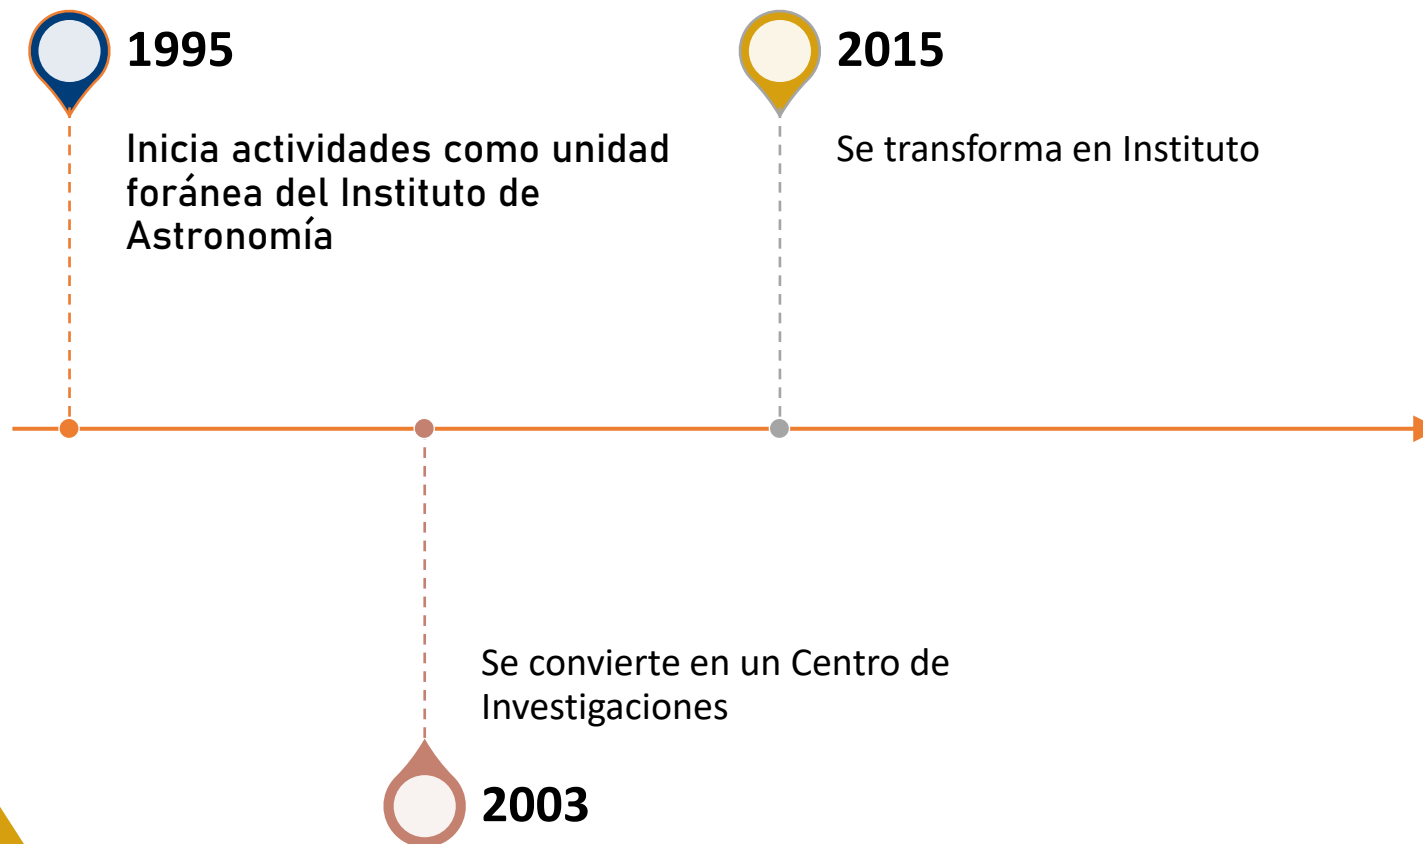 1995
Inicia actividades como unidad
foránea del Instituto de
Astronomía
2015
Se transforma en Instituto
Se convierte en un Centro de
Investigaciones
2003